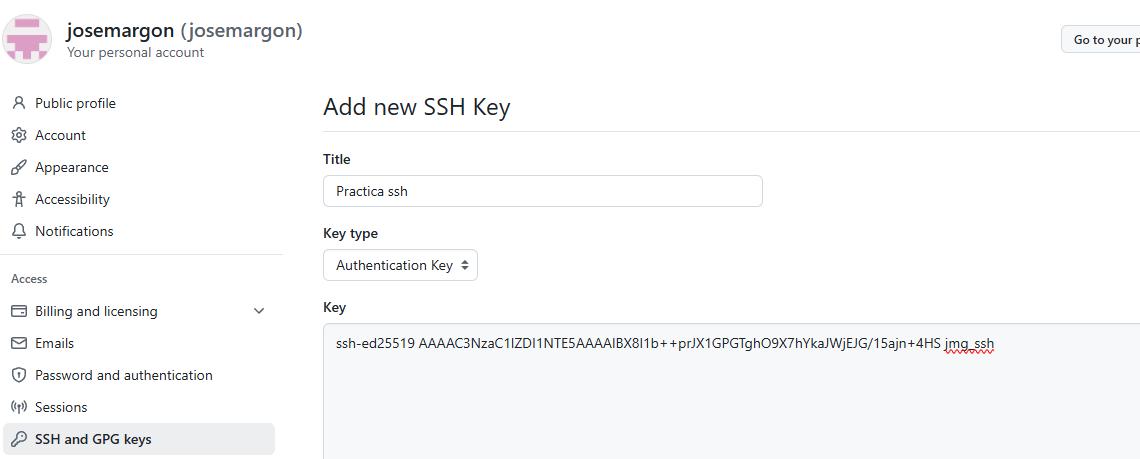 josemargon (josemargon)
Your personal account
Go to your p
Public profile
Account
Appearance
Accessibility
Notifications
Access
Billing and licensing
Emails
Password and authentication
Sessions
SSH and GPG keys
Add new SSH Key
Title
Practica ssh
Key type
Authentication Key
Key
ssh-ed25519 AAAAC3NzaC1lZDI1NTE5AAAAIBX8I1b++prJX1GPGTghO9X7hYkaJWjEJG/15ajn+4HS jmg_ssh